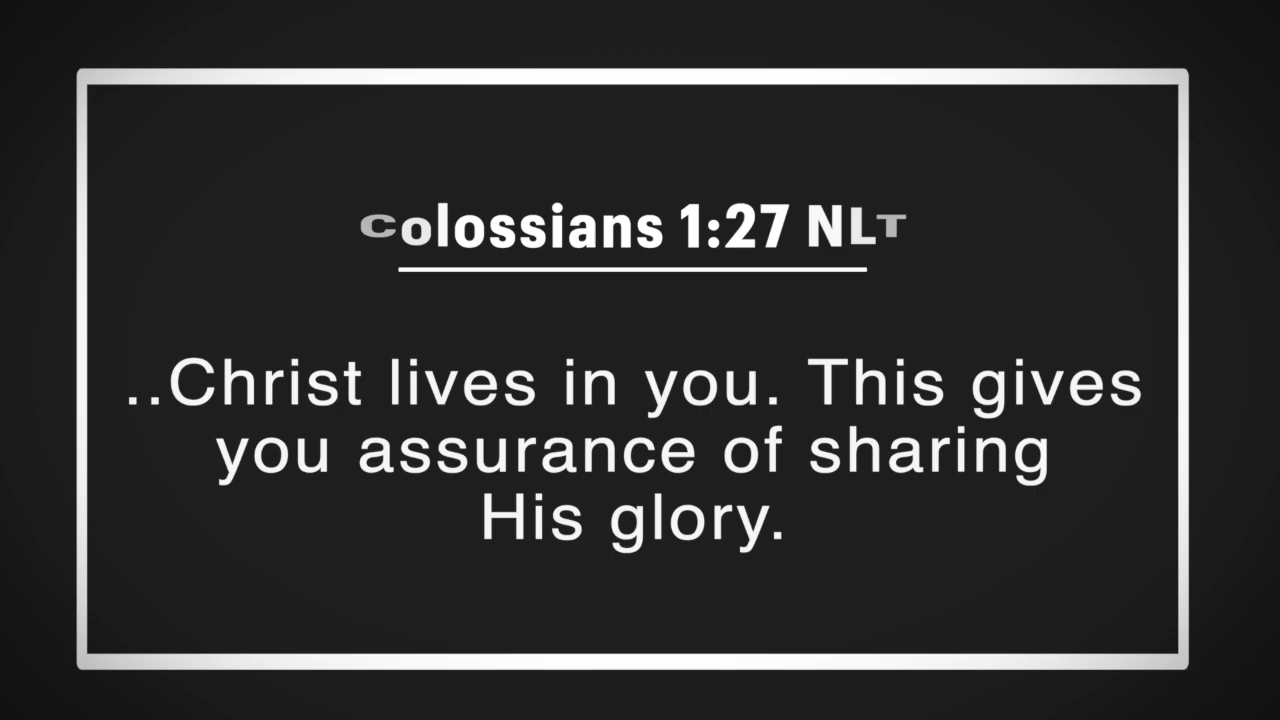 Colossians 1:27 NLT
..Christ lives in you. This gives
you assurance of sharing
His glory.